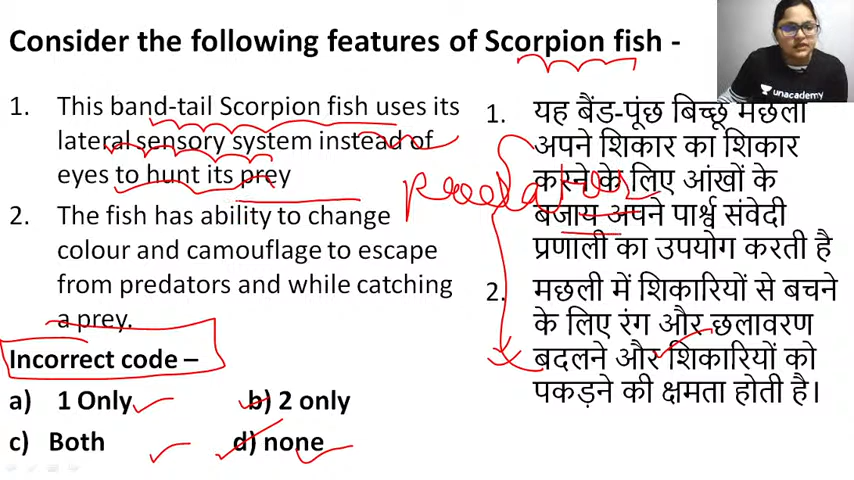 Consider the following features of Scorpion fish -
1. This band-tail Scorpion fish uses its
lateral sensory system instead of
eyes to hunt its prey
2. The fish has ability to change
colour and camouflage to escape
from predators and while catching
a prey.
Incorrect code –
a) 1 Only b) 2 only
c) Both d) none
unacademy
1. यह बैंड-पूंछ बिच्छू मछली
अपने शिकार का शिकार
करने के लिए आंखों के
बजाय अपने पार्श्व संवेदी
प्रणाली का उपयोग करती है
2. मछली में शिकारियों से बचने
के लिए रंग और छलावरण
बदलने और शिकारियों को
पकड़ने की क्षमता होती है।